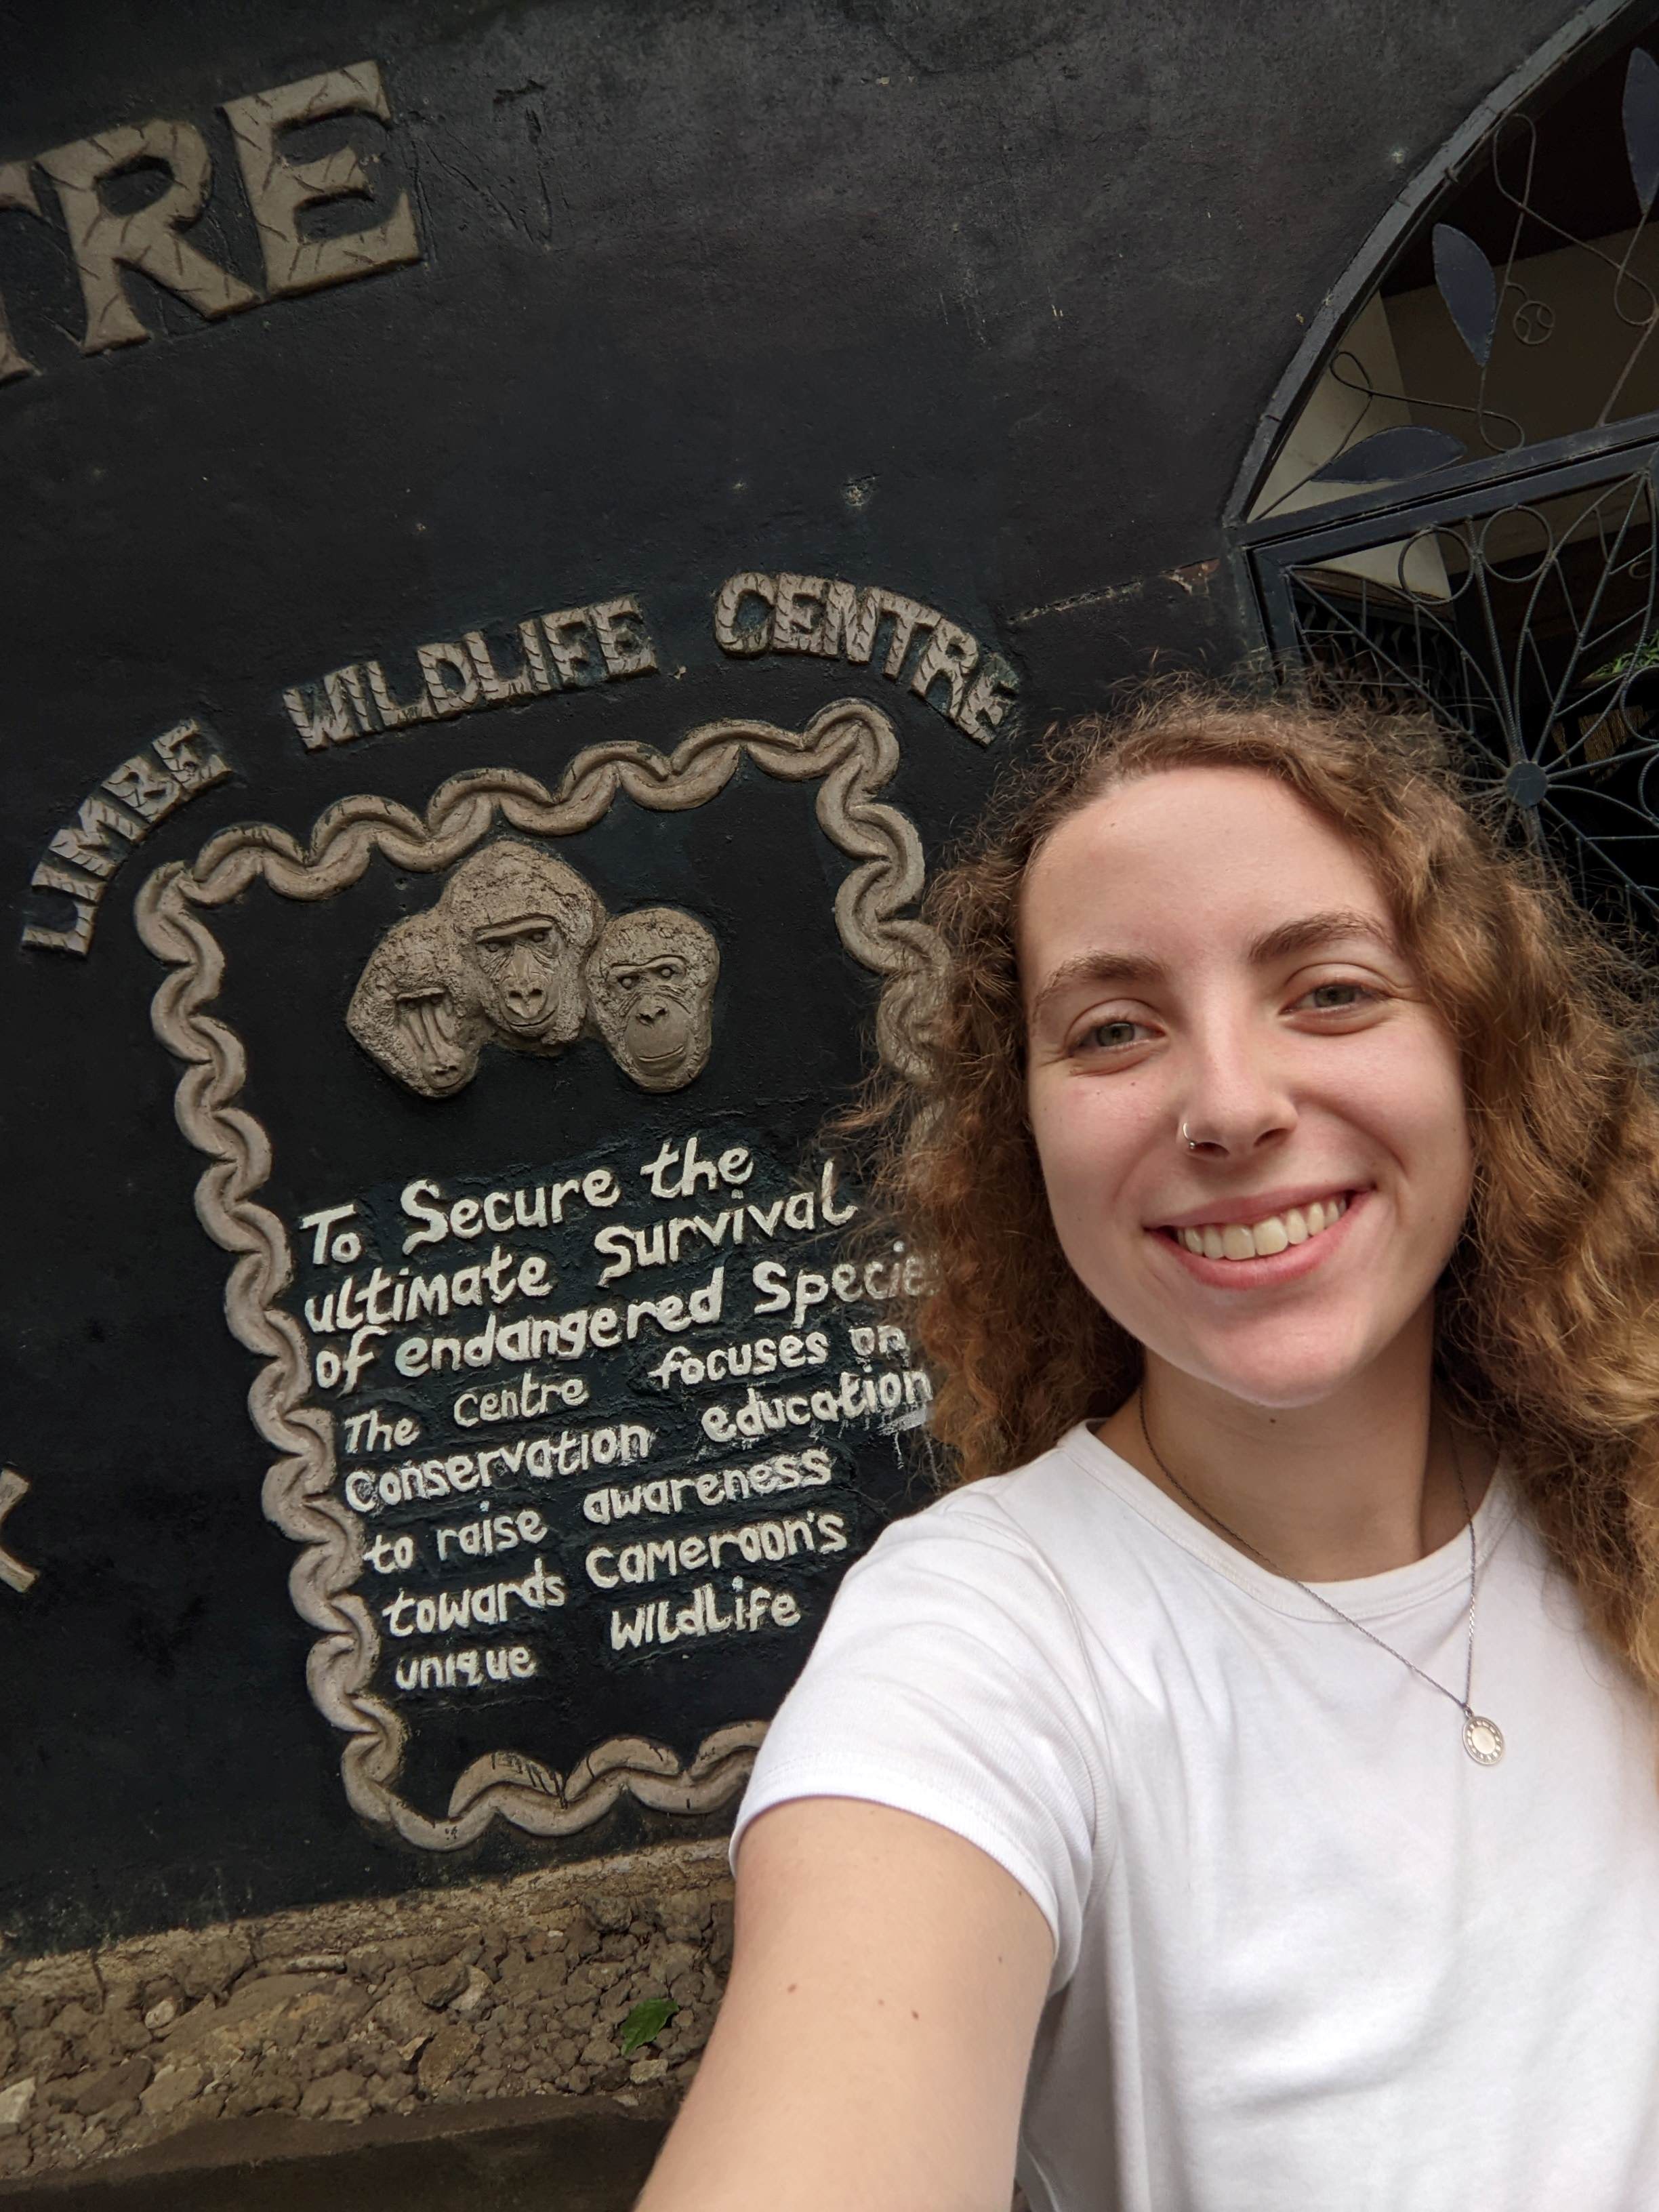 TRE
LIMBE WILDLIFE CENTRE
To Secure the
ultimate Survival
of endangered Specie
The centre focuses on
Conservation education
to raise awareness
towards cameroon's
unique WildLife